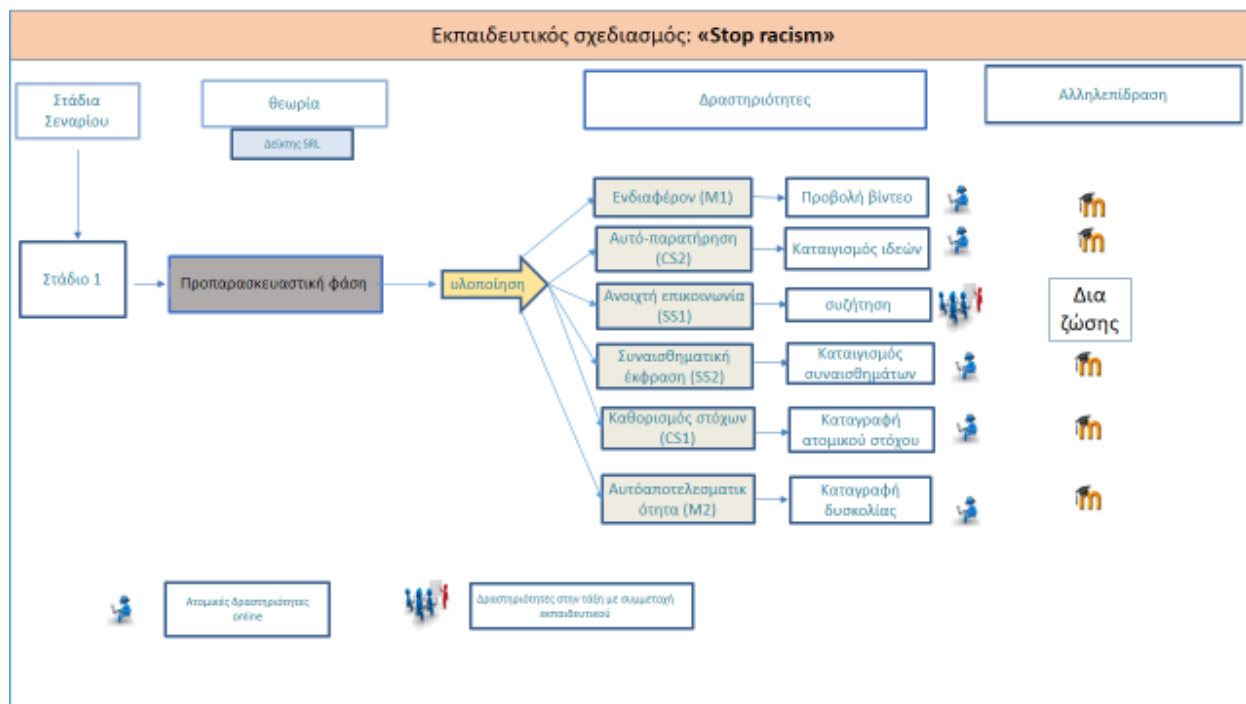 Εκπαιδευτικός σχεδιασμός: «Stop racism»
Στάδια
Σεναρίου
θεωρία
Δείκτης SRL
Δραστηριότητες
Αλληλεπίδραση
Στάδιο 1
Προπαρασκευαστική φάση
υλοποίηση
Ενδιαφέρον (M1)
Προβολή βίντεο
Αυτό-παρατήρηση
(CS2)
Καταιγισμός ιδεών
Ανοιχτή επικοινωνία
(SS1)
συζήτηση
Δια
ζώσης
Συναισθηματική
έκφραση (SS2)
Καταιγισμός
συναισθημάτων
Καθορισμός στόχων
(CS1)
Καταγραφή
ατομικού στόχου
Αυτόαποτελεσματικ
ότητα (M2)
Καταγραφή
δυσκολίας
Ατομικές δραστηριότητες
online
Δραστηριότητες στην τάξη με συμμετοχή
εκπαιδευτικού